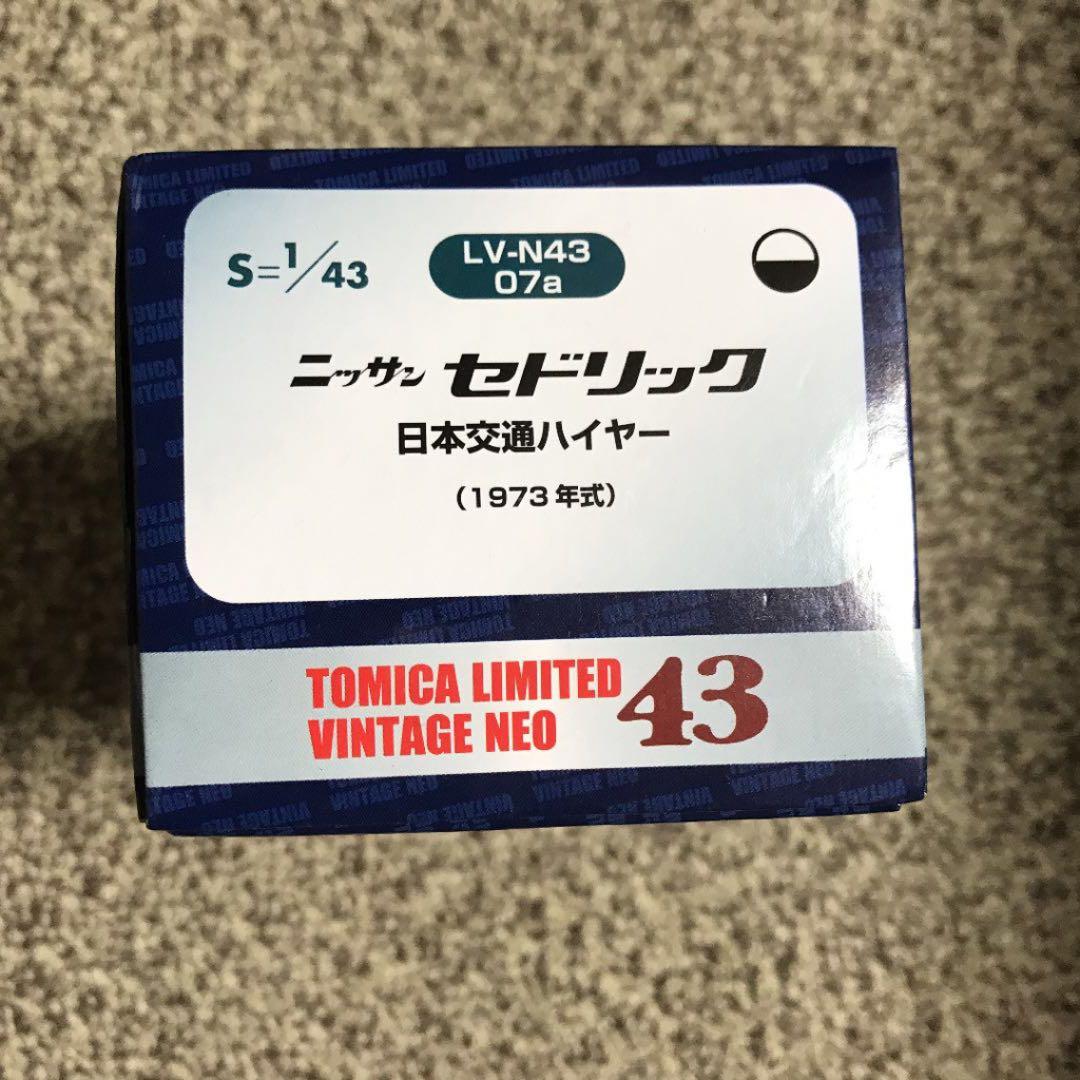 S=1/43
LV-N43
07a
ニッサン セドリック
日本交通ハイヤー
（1973年式）
TOMICA LIMITED
VINTAGE NEO
43